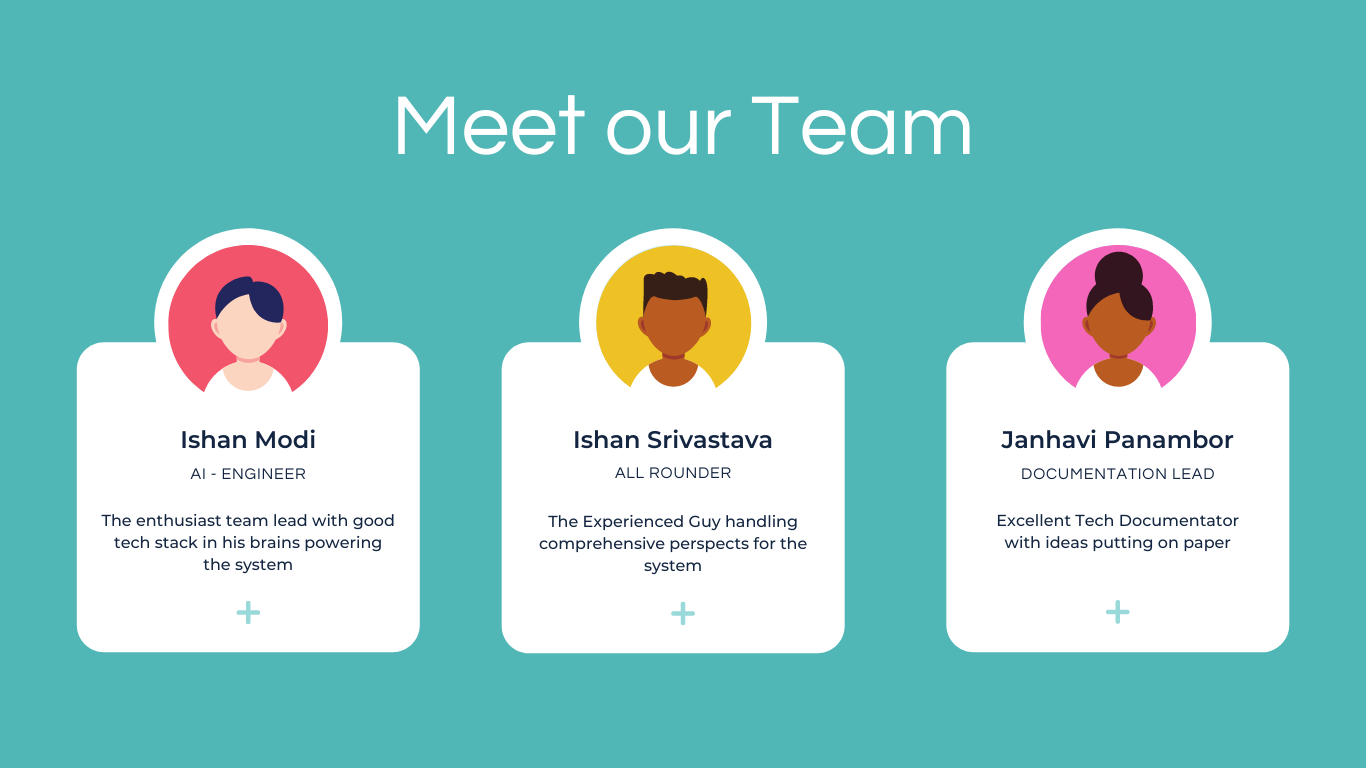 Meet our Team
Ishan Modi
AI - ENGINEER
The enthusiast team lead with good
tech stack in his brains powering
the system
Ishan Srivastava
ALL ROUNDER
The Experienced Guy handling
comprehensive perspects for the
system
Janhavi Panambor
DOCUMENTATION LEAD
Excellent Tech Documentator
with ideas putting on paper